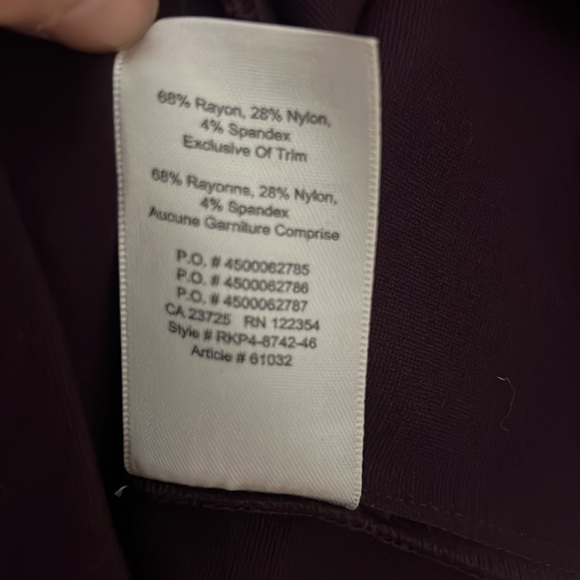 68% Rayon, 28% Nylon,
4% Spandex
Exclusive Of Trim
68% Rayonne, 28% Nylon,
4% Spandex
Aucune Garniture Comprise
P.O. # 4500062785
P.O. # 4500062786
P.O. # 4500062787
CA 23725 RN 122354
Style # RKP4-8742-46
Article # 61032